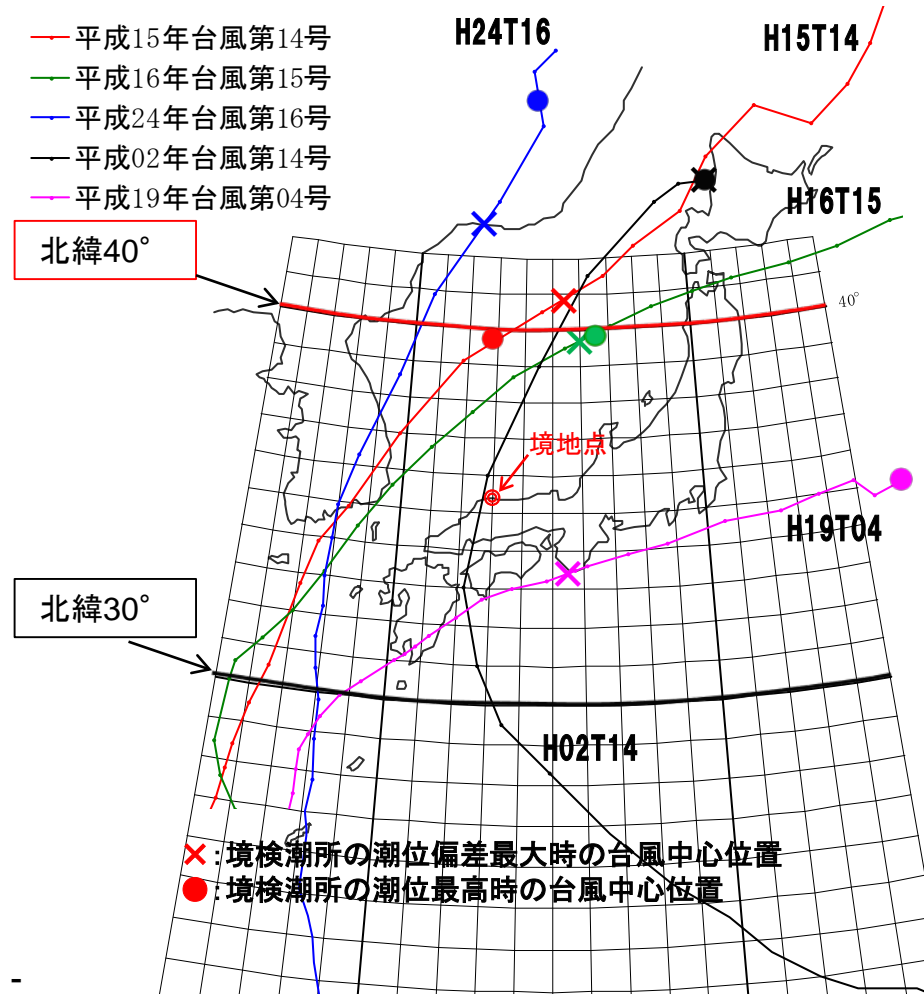 平成15年台風第14号
平成16年台風第15号
平成24年台風第16号
平成02年台風第14号
平成19年台風第04号
H24T16
H15T14
H16T15
北緯40°
40°
境地点
H19T04
北緯30°
H02T14
×:境検潮所の潮位偏差最大時の台風中心位置
●:境検潮所の潮位最高時の台風中心位置
-